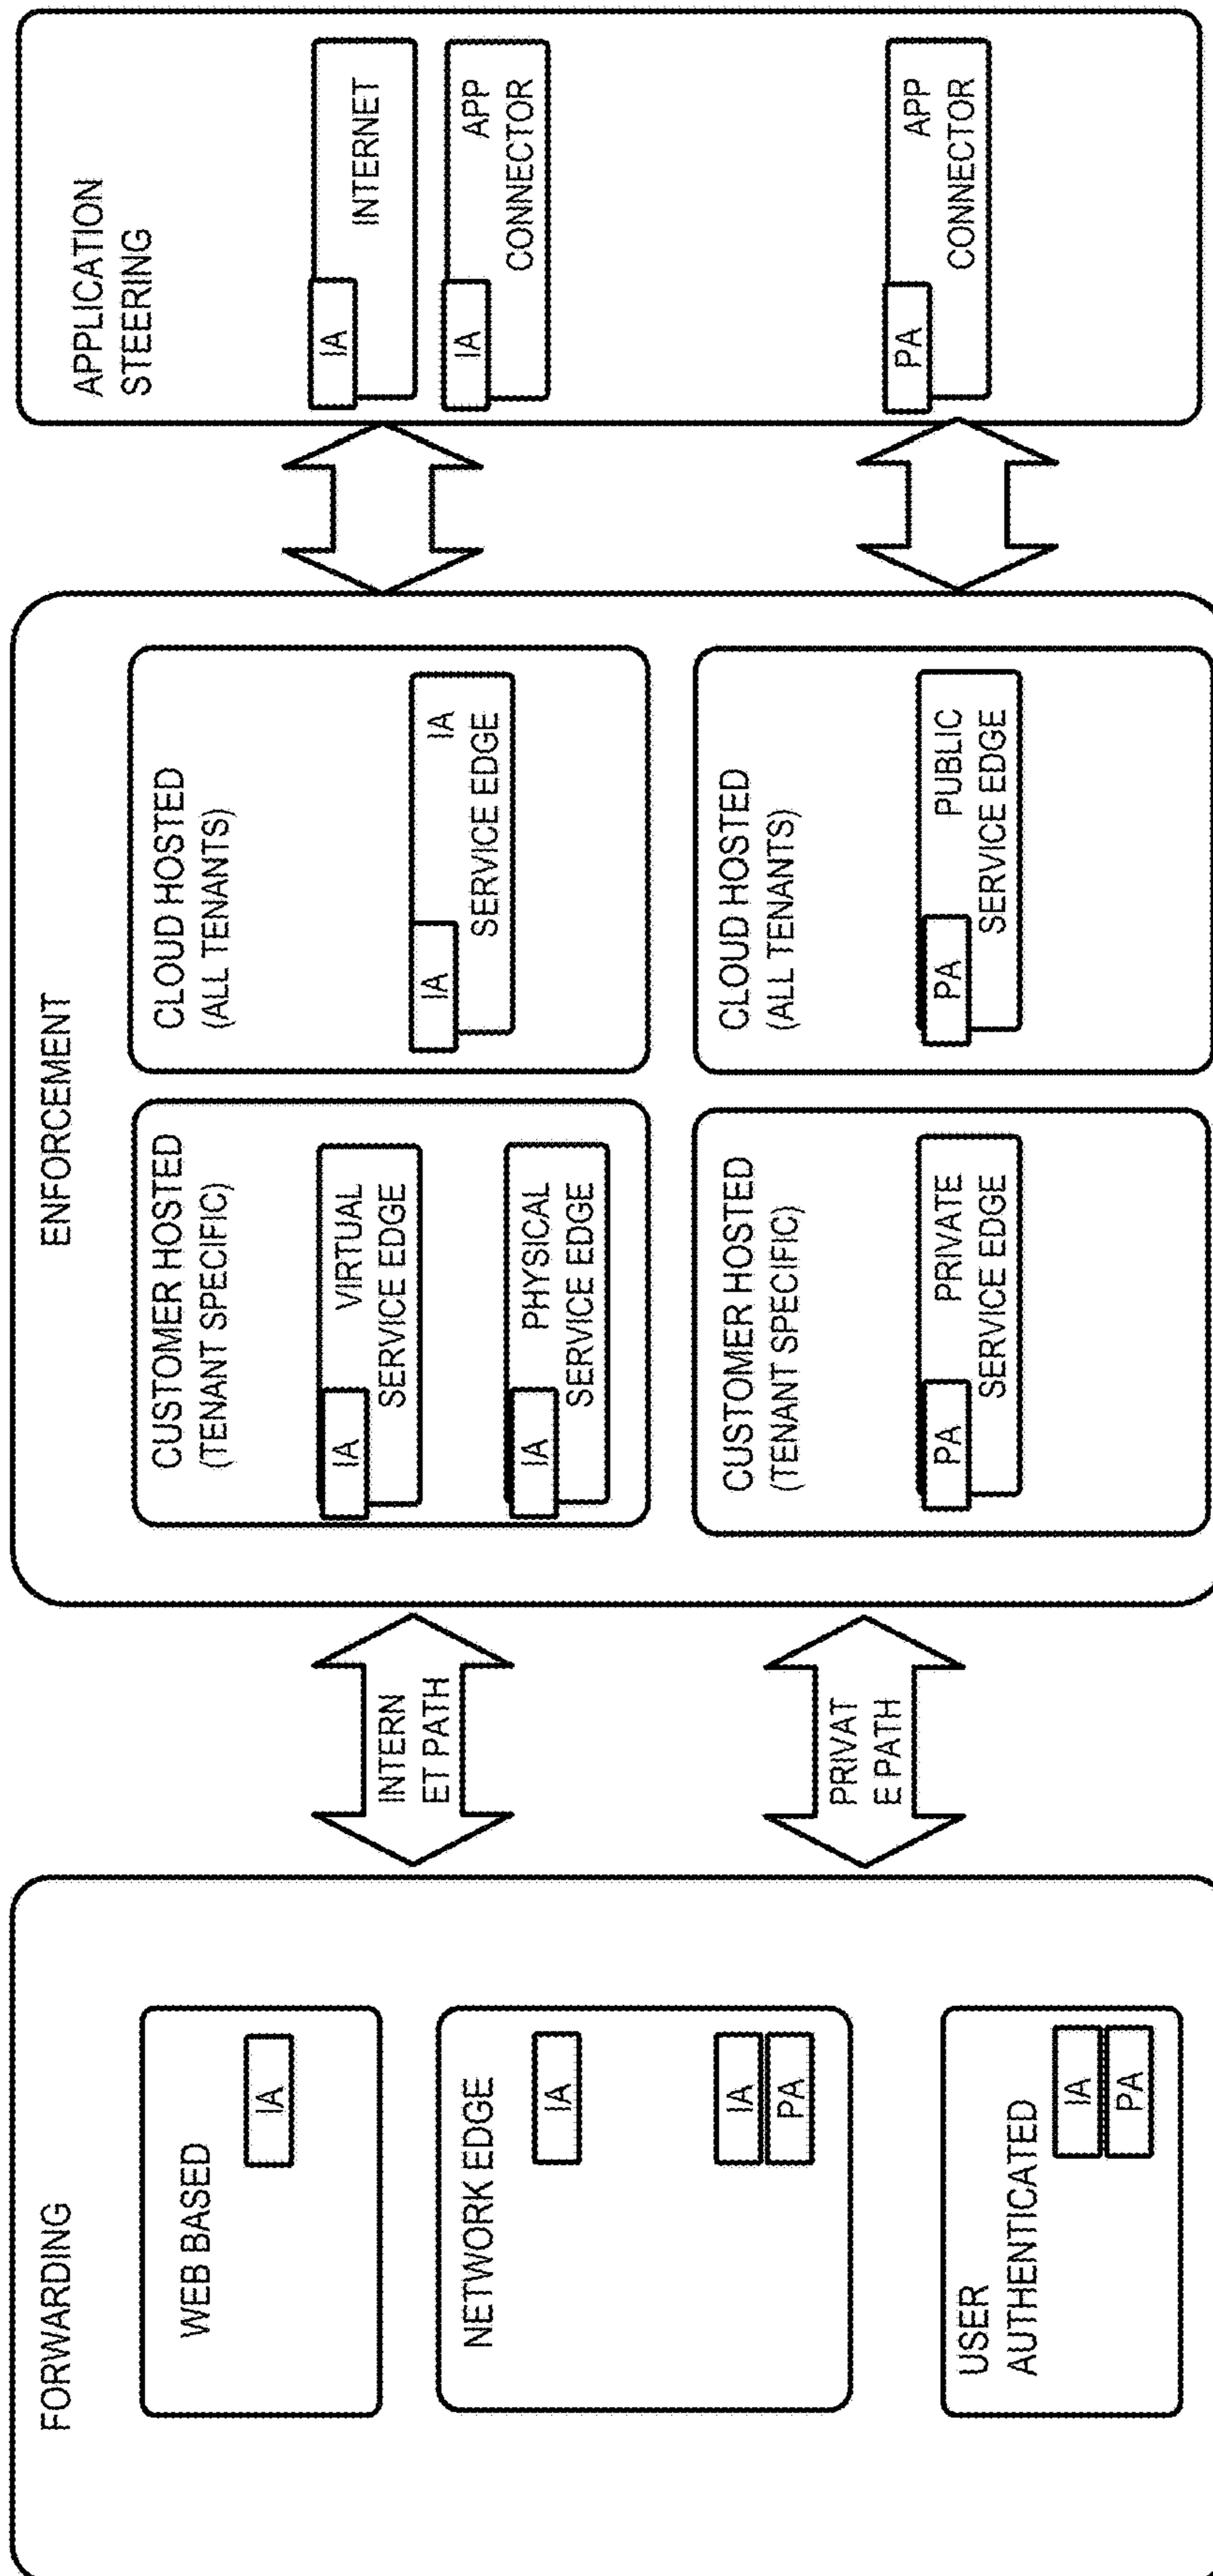 FORWARDING
WEB BASED
IA
NETWORK EDGE
IA
IA
PA
USER
AUTHENTICATED
IA
PA
INTERN
ET PATH
PRIVAT
E PATH
ENFORCEMENT
CUSTOMER HOSTED
(TENANT SPECIFIC)
IA
VIRTUAL
SERVICE EDGE
IA
PHYSICAL
SERVICE EDGE
CLOUD HOSTED
(ALL TENANTS)
IA
IA
SERVICE EDGE
CUSTOMER HOSTED
(TENANT SPECIFIC)
PA
PRIVATE
SERVICE EDGE
CLOUD HOSTED
(ALL TENANTS)
PA
PUBLIC
SERVICE EDGE
APPLICATION
STEERING
IA
INTERNET
IA
APP
CONNECTOR
PA
APP
CONNECTOR